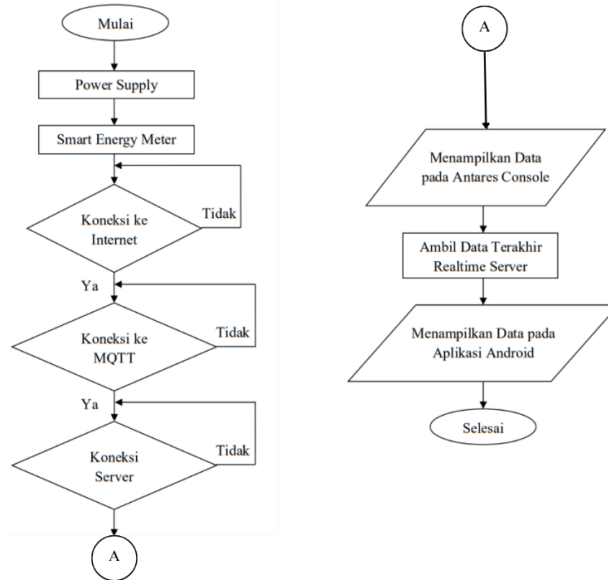 Mulai
Power Supply
Smart Energy Meter
Koneksi ke
Internet
Tidak
Ya
Koneksi ke
MQTT
Tidak
Ya
Koneksi
Server
Tidak
A
A
Menampilkan Data
pada Antares Console
Ambil Data Terakhir
Realtime Server
Menampilkan Data pada
Aplikasi Android
Selesai